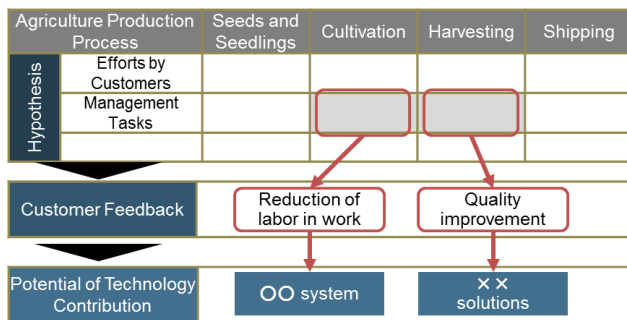 Agriculture Production
Process
Seeds and
Seedlings
Cultivation
Harvesting
Shipping
Hypothesis
Efforts by
Customers
Management
Tasks
Customer Feedback
Reduction of
labor in work
Quality
improvement
Potential of Technology
Contribution
○○ system
××
solutions